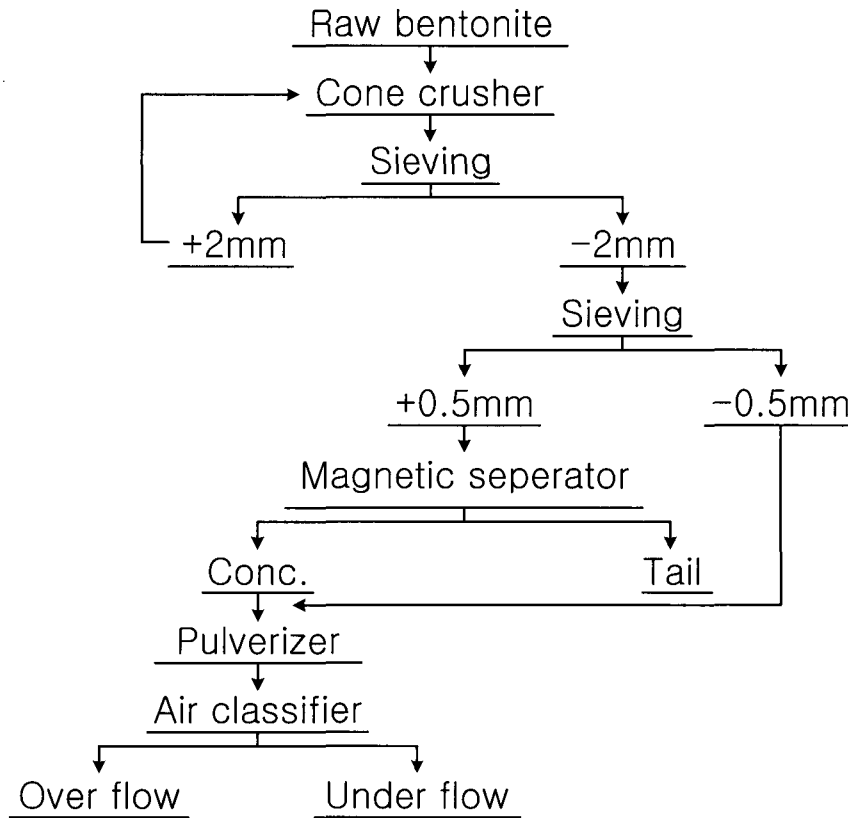 Raw bentonite
Cone crusher
Sieving
+2mm
-2mm
Sieving
+0.5mm
-0.5mm
Magnetic seperator
Conc.
Tail
Pulverizer
Air classifier
Over flow
Under flow